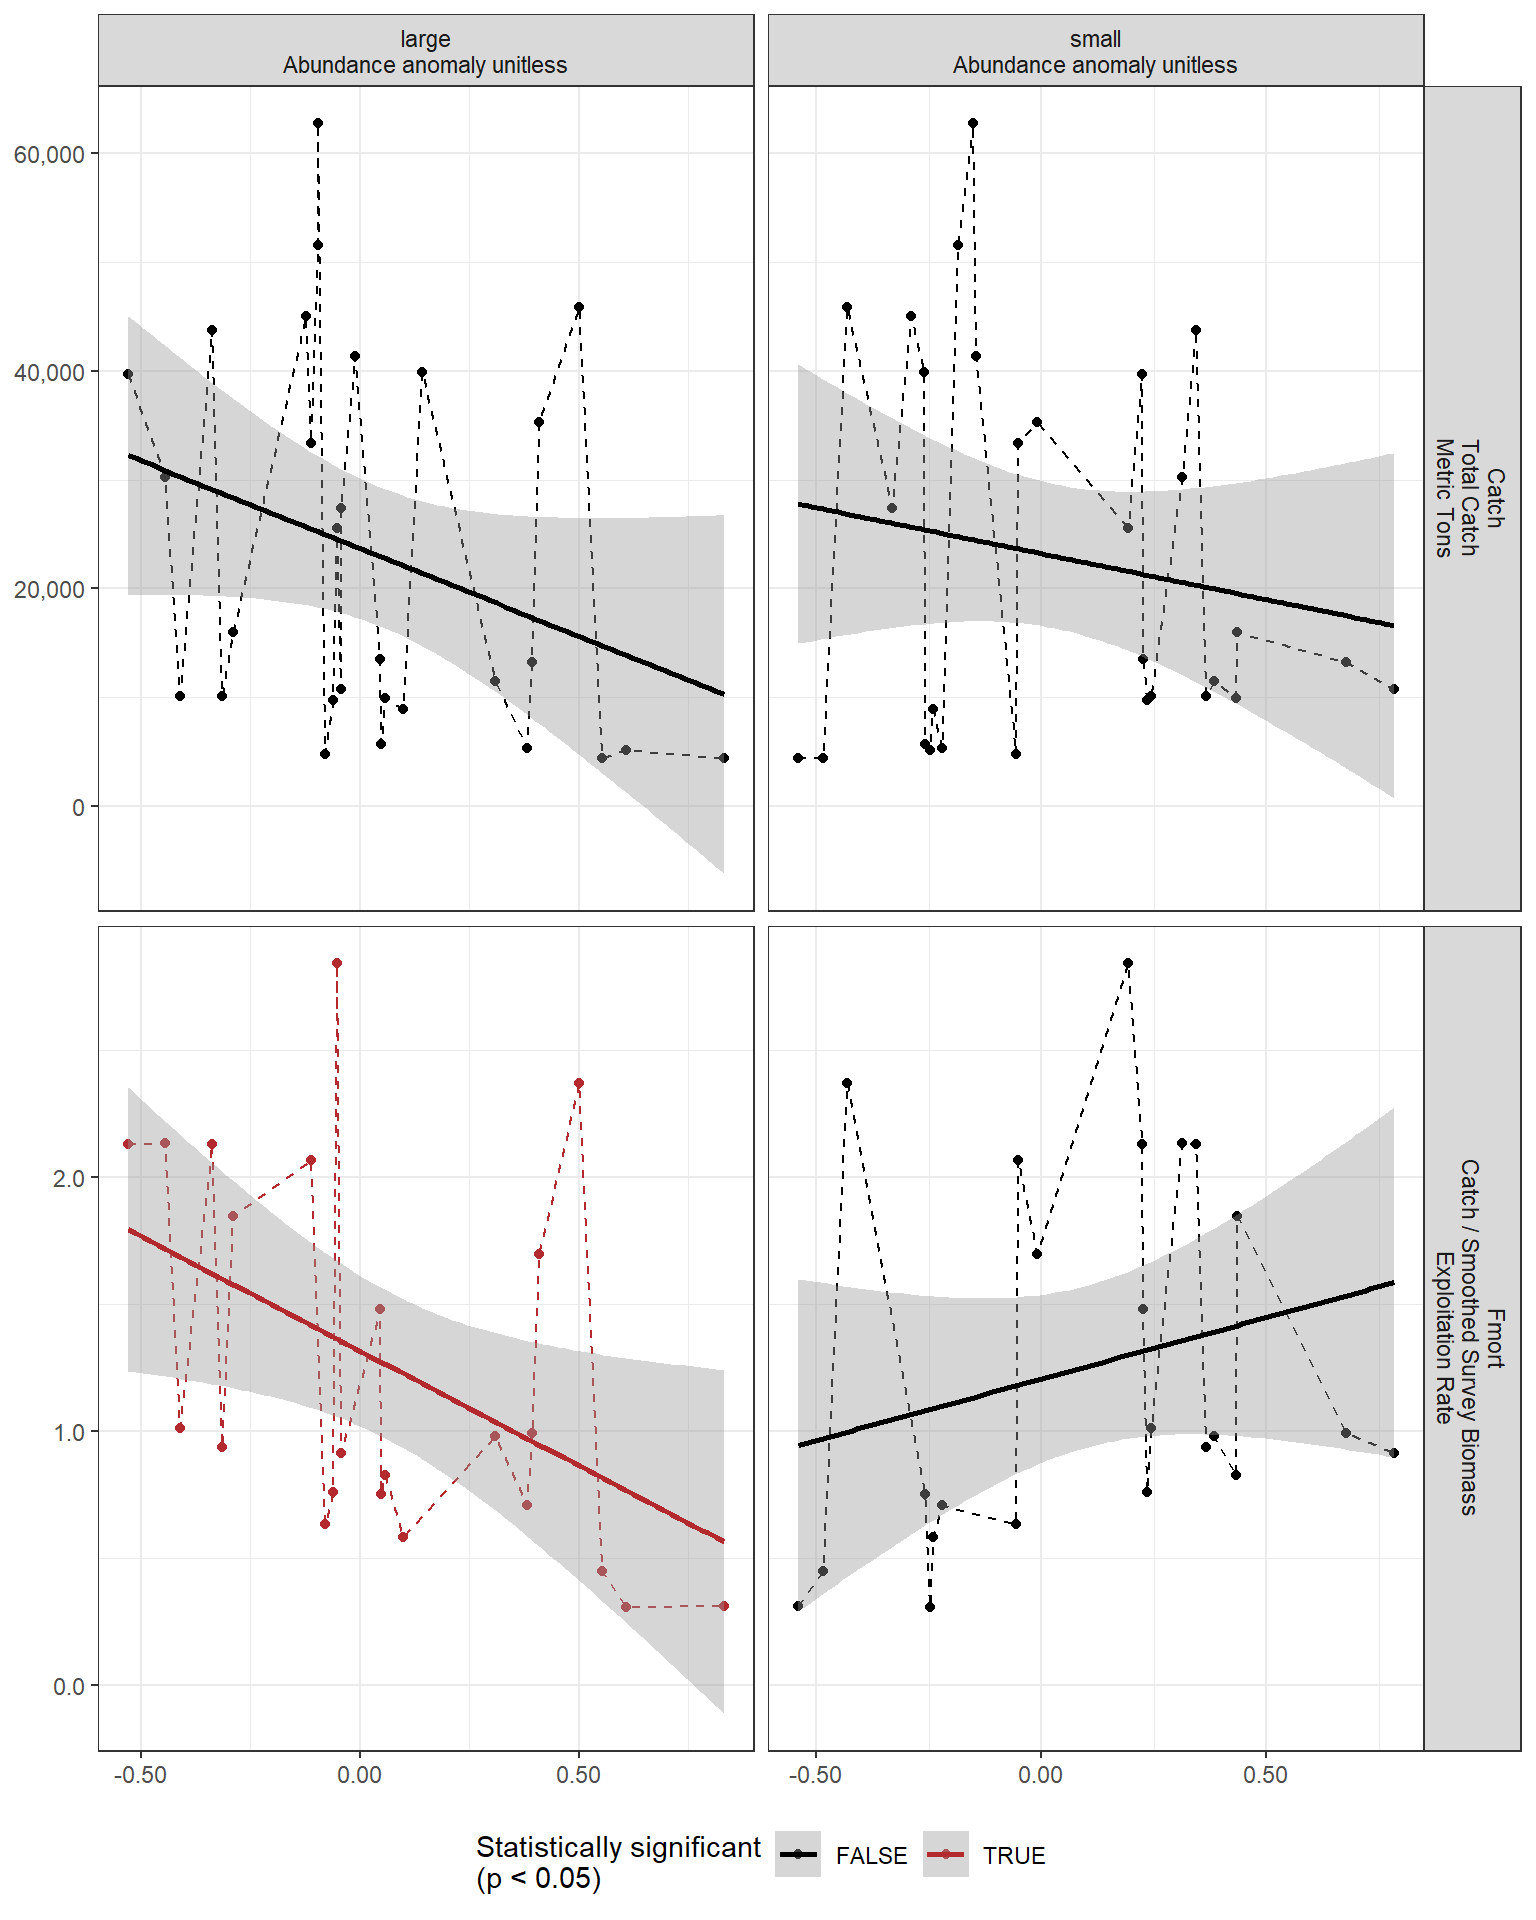 large
Abundance anomaly unitless
small
Abundance anomaly unitless
60,000
40,000
20,000
0
Catch
Total Catch
Metric Tons
2.0
1.0
0.0
Fmort
Catch / Smoothed Survey Biomass
Exploitation Rate
-0.50
0.00
0.50
-0.50
0.00
0.50
Statistically significant
(p < 0.05)
FALSE
TRUE